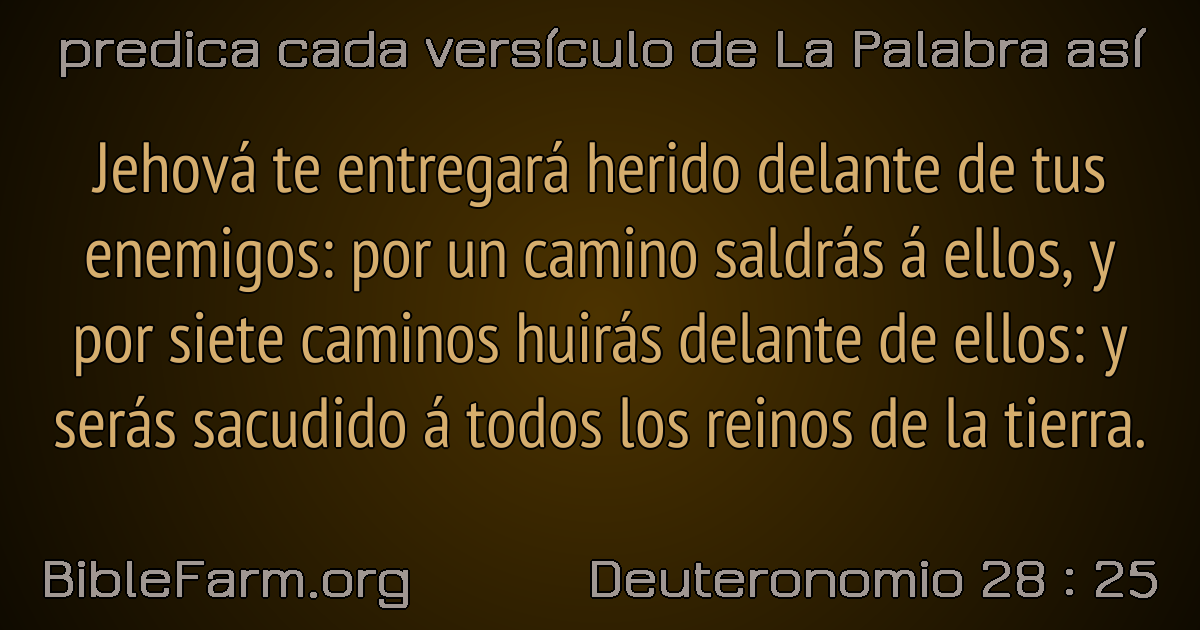 predica cada versículo de La Palabra así
Jehová te entregará herido delante de tus
enemigos: por un camino saldrás á ellos, y
por siete caminos huirás delante de ellos: y
serás sacudido á todos los reinos de la tierra.
BibleFarm.org
Deuteronomio 28 : 25